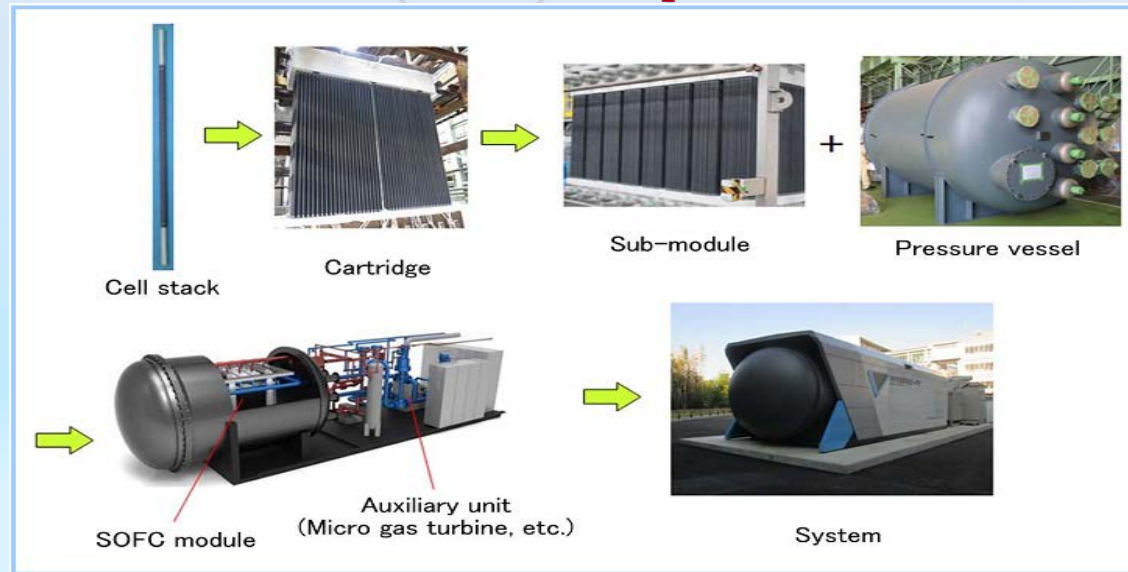 Cell stack
Cartridge
Sub-module
+
Pressure vessel
SOFC module
Auxiliary unit
(Micro gas turbine, etc.)
System